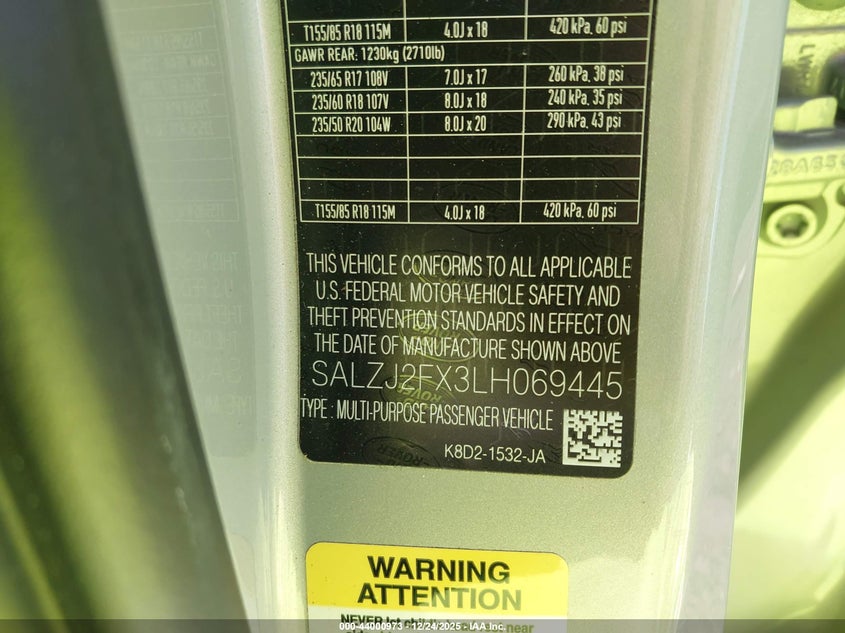 T155/85 R18 115M 4.0J x 18 420 kPa, 60 psi
GAWR REAR: 1230kg (2710lb)
235/65 R17 108V 7.0J x 17 260 kPa, 38 psi
235/60 R18 107V 8.0J x 18 240 kPa, 35 psi
235/50 R20 104W 8.0J x 20 290 kPa, 43 psi
T155/85 R18 115M 4.0J x 18 420 kPa, 60 psi
THIS VEHICLE CONFORMS TO ALL APPLICABLE
U.S. FEDERAL MOTOR VEHICLE SAFETY AND
THEFT PREVENTION STANDARDS IN EFFECT ON
THE DATE OF MANUFACTURE SHOWN ABOVE
SALZJ2FX3LH069445
TYPE : MULTI-PURPOSE PASSENGER VEHICLE
K8D2-1532-JA
WARNING
ATTENTION
NEVER let near
000-44000973 - 12/24/2025 - IAA, Inc.